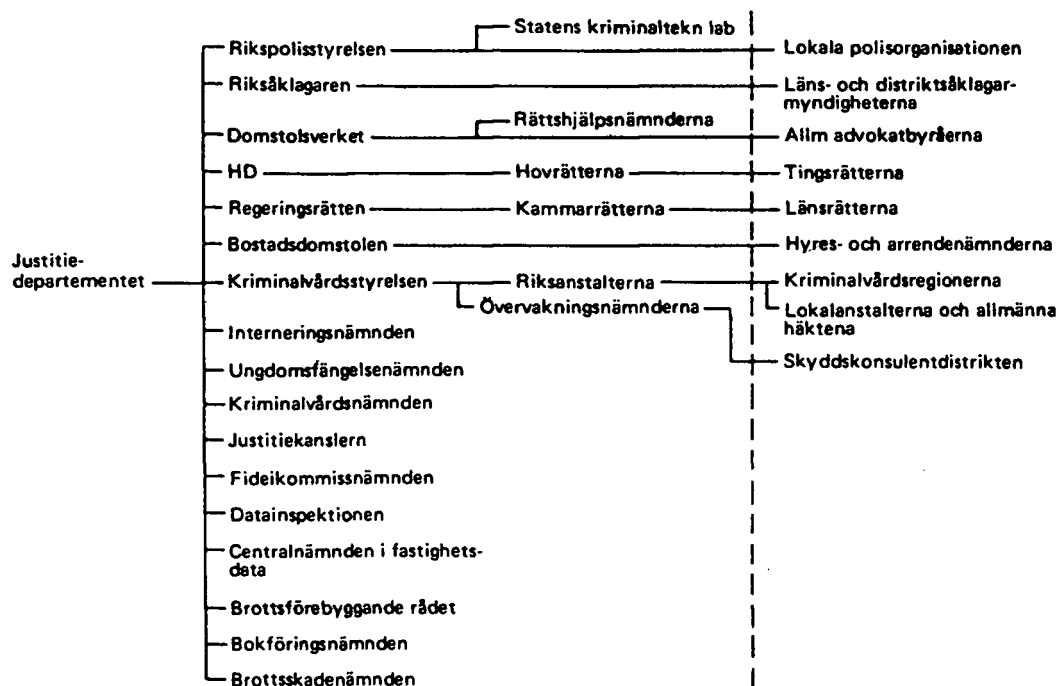 Statens kriminaltekn lab
Rikspolisstyrelsen
Lokala polisorganisationen
Riksåklagaren
Läns- och distriktsåklagar-
myndigheterna
Rättshjälpsnämnderna
Domstolsverket
Allm advokatbyråerna
HD
Hovrätterna
Tingsrätterna
Regeringsrätten
Kammarrätterna
Länsrätterna
Bostadsdomstolen
Hyres- och arrendenämnderna
Justitie-
departementet
Kriminalvårdsstyrelsen
Riksanstalterna
Kriminalvårdsregionerna
Övervakningsnämnderna
Lokalanstalterna och allmänna
häktena
Interneringsnämnden
Skyddskonsulentdistrikten
Ungdomsfängelsenämnden
Kriminalvårdsnämnden
Justitiekanslern
Fideikommissnämnden
Datainspektionen
Centralnämnden i fastighets-
data
Brottsförebyggande rådet
Bokföringsnämnden
Brottsskadenämnden